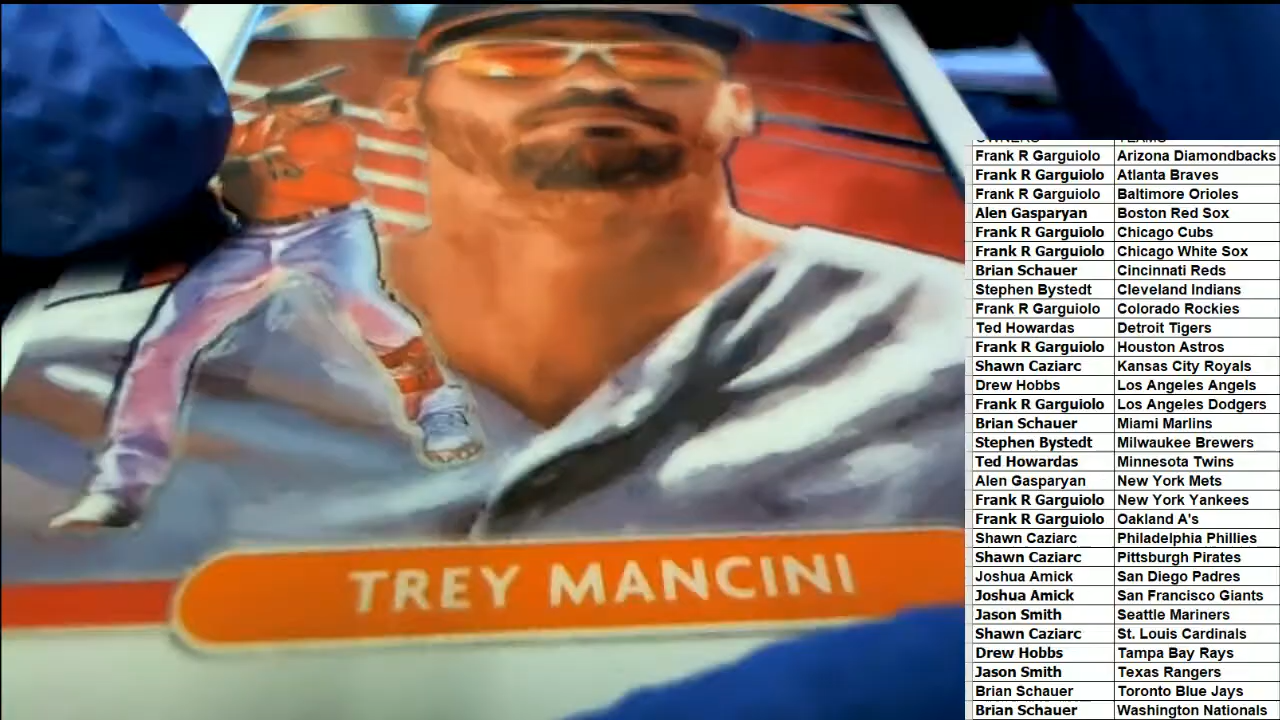 TREY MANCINI
OWNERS TEAMS
Frank R Garguiolo Arizona Diamondbacks
Frank R Garguiolo Atlanta Braves
Frank R Garguiolo Baltimore Orioles
Alen Gasparyan Boston Red Sox
Frank R Garguiolo Chicago Cubs
Frank R Garguiolo Chicago White Sox
Brian Schauer Cincinnati Reds
Stephen Bystedt Cleveland Indians
Frank R Garguiolo Colorado Rockies
Ted Howardas Detroit Tigers
Frank R Garguiolo Houston Astros
Shawn Caziarc Kansas City Royals
Drew Hobbs Los Angeles Angels
Frank R Garguiolo Los Angeles Dodgers
Brian Schauer Miami Marlins
Stephen Bystedt Milwaukee Brewers
Ted Howardas Minnesota Twins
Alen Gasparyan New York Mets
Frank R Garguiolo New York Yankees
Frank R Garguiolo Oakland A's
Shawn Caziarc Philadelphia Phillies
Shawn Caziarc Pittsburgh Pirates
Joshua Amick San Diego Padres
Joshua Amick San Francisco Giants
Jason Smith Seattle Mariners
Shawn Caziarc St. Louis Cardinals
Drew Hobbs Tampa Bay Rays
Jason Smith Texas Rangers
Brian Schauer Toronto Blue Jays
Brian Schauer Washington Nationals